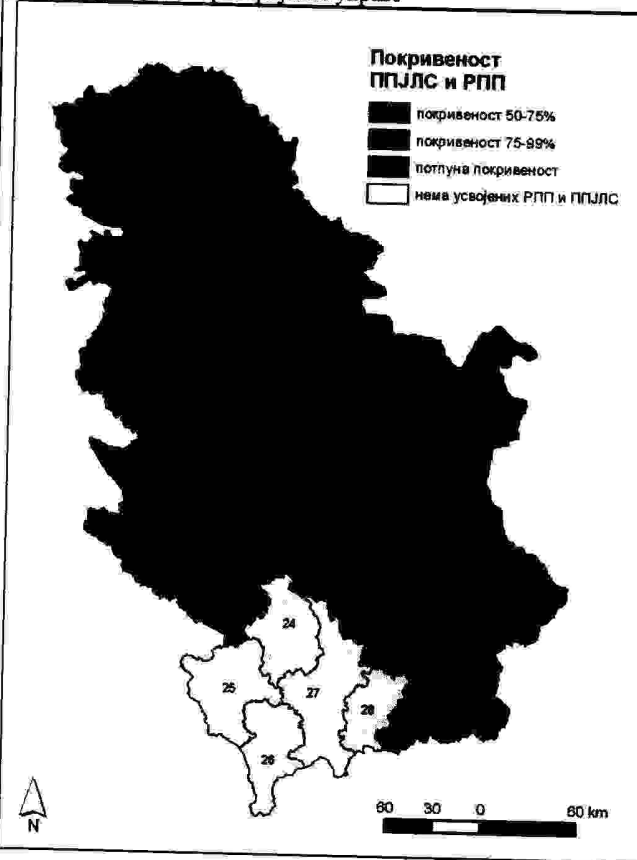 Покривеност
ППЈЛС и РПП
покривеност 50-75%
покривеност 75-99%
потпуна покривеност
нема усвојених РПП и ППЈЛС
24
25
27
28
26
60 30 0 60 km
N